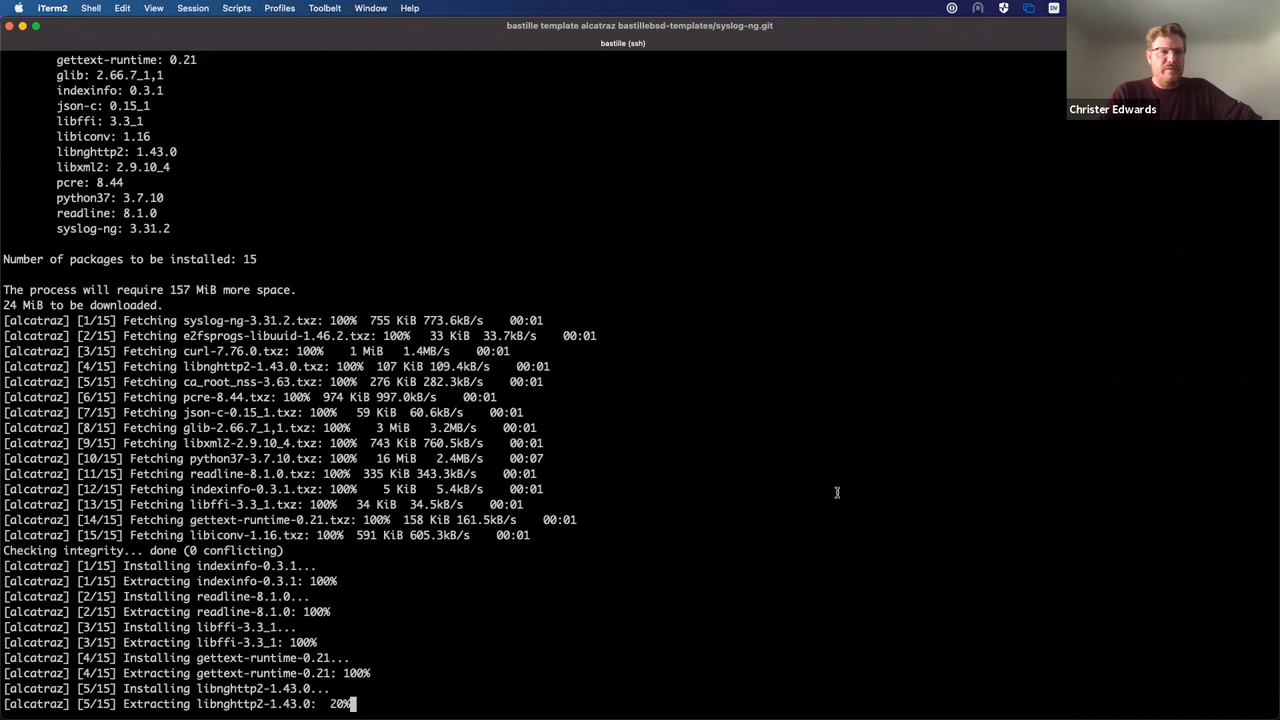 iTerm2 Shell Edit View Session Scripts Profiles Toolbelt Window Help
bastille template alcatraz bastillebsd-templates/syslog-ng.git
bastille (ssh)
gettext-runtime: 0.21
glib: 2.66.7_1,1
indexinfo: 0.3.1
json-c: 0.15_1
libffi: 3.3_1
libiconv: 1.16
libnghttp2: 1.43.0
libxml2: 2.9.10_4
pcre: 8.44
python37: 3.7.10
readline: 8.1.0
syslog-ng: 3.31.2
Number of packages to be installed: 15
The process will require 157 MiB more space.
24 MiB to be downloaded.
[alcatraz] [1/15] Fetching syslog-ng-3.31.2.txz: 100% 755 KiB 773.6kB/s 00:01
[alcatraz] [2/15] Fetching e2fsprogs-libuuid-1.46.2.txz: 100% 33 KiB 33.7kB/s 00:01
[alcatraz] [3/15] Fetching curl-7.76.0.txz: 100% 1 MiB 1.4MB/s 00:01
[alcatraz] [4/15] Fetching libnghttp2-1.43.0.txz: 100% 107 KiB 109.4kB/s 00:01
[alcatraz] [5/15] Fetching ca_root_nss-3.63.txz: 100% 276 KiB 282.3kB/s 00:01
[alcatraz] [6/15] Fetching pcre-8.44.txz: 100% 974 KiB 997.0kB/s 00:01
[alcatraz] [7/15] Fetching json-c-0.15_1.txz: 100% 59 KiB 60.6kB/s 00:01
[alcatraz] [8/15] Fetching glib-2.66.7_1,1.txz: 100% 3 MiB 3.2MB/s 00:01
[alcatraz] [9/15] Fetching libxml2-2.9.10_4.txz: 100% 743 KiB 760.5kB/s 00:01
[alcatraz] [10/15] Fetching python37-3.7.10.txz: 100% 16 MiB 2.4MB/s 00:07
[alcatraz] [11/15] Fetching readline-8.1.0.txz: 100% 335 KiB 343.3kB/s 00:01
[alcatraz] [12/15] Fetching indexinfo-0.3.1.txz: 100% 5 KiB 5.4kB/s 00:01
[alcatraz] [13/15] Fetching libffi-3.3_1.txz: 100% 34 KiB 34.5kB/s 00:01
[alcatraz] [14/15] Fetching gettext-runtime-0.21.txz: 100% 158 KiB 161.5kB/s 00:01
[alcatraz] [15/15] Fetching libiconv-1.16.txz: 100% 591 KiB 605.3kB/s 00:01
Checking integrity... done (0 conflicting)
[alcatraz] [1/15] Installing indexinfo-0.3.1...
[alcatraz] [1/15] Extracting indexinfo-0.3.1: 100%
[alcatraz] [2/15] Installing readline-8.1.0...
[alcatraz] [2/15] Extracting readline-8.1.0: 100%
[alcatraz] [3/15] Installing libffi-3.3_1...
[alcatraz] [3/15] Extracting libffi-3.3_1: 100%
[alcatraz] [4/15] Installing gettext-runtime-0.21...
[alcatraz] [4/15] Extracting gettext-runtime-0.21: 100%
[alcatraz] [5/15] Installing libnghttp2-1.43.0...
[alcatraz] [5/15] Extracting libnghttp2-1.43.0: 20%
Christer Edwards